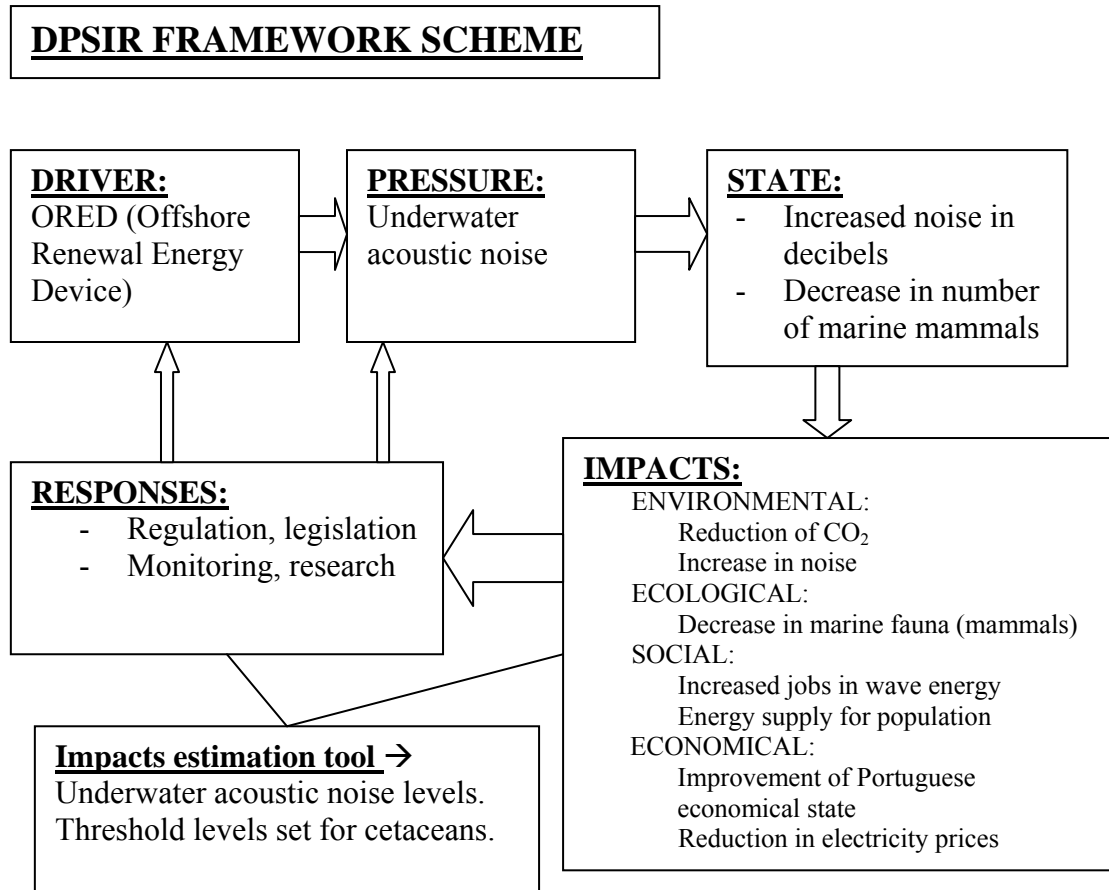 DPSIR FRAMEWORK SCHEME
DRIVER:
ORED (Offshore
Renewal Energy
Device)
PRESSURE:
Underwater
acoustic noise
STATE:
- Increased noise in
decibels
- Decrease in number
of marine mammals
RESPONSES:
- Regulation, legislation
- Monitoring, research
IMPACTS:
ENVIRONMENTAL:
Reduction of CO₂
Increase in noise
ECOLOGICAL:
Decrease in marine fauna (mammals)
SOCIAL:
Increased jobs in wave energy
Energy supply for population
ECONOMICAL:
Improvement of Portuguese
economical state
Reduction in electricity prices
Impacts estimation tool →
Underwater acoustic noise levels.
Threshold levels set for cetaceans.